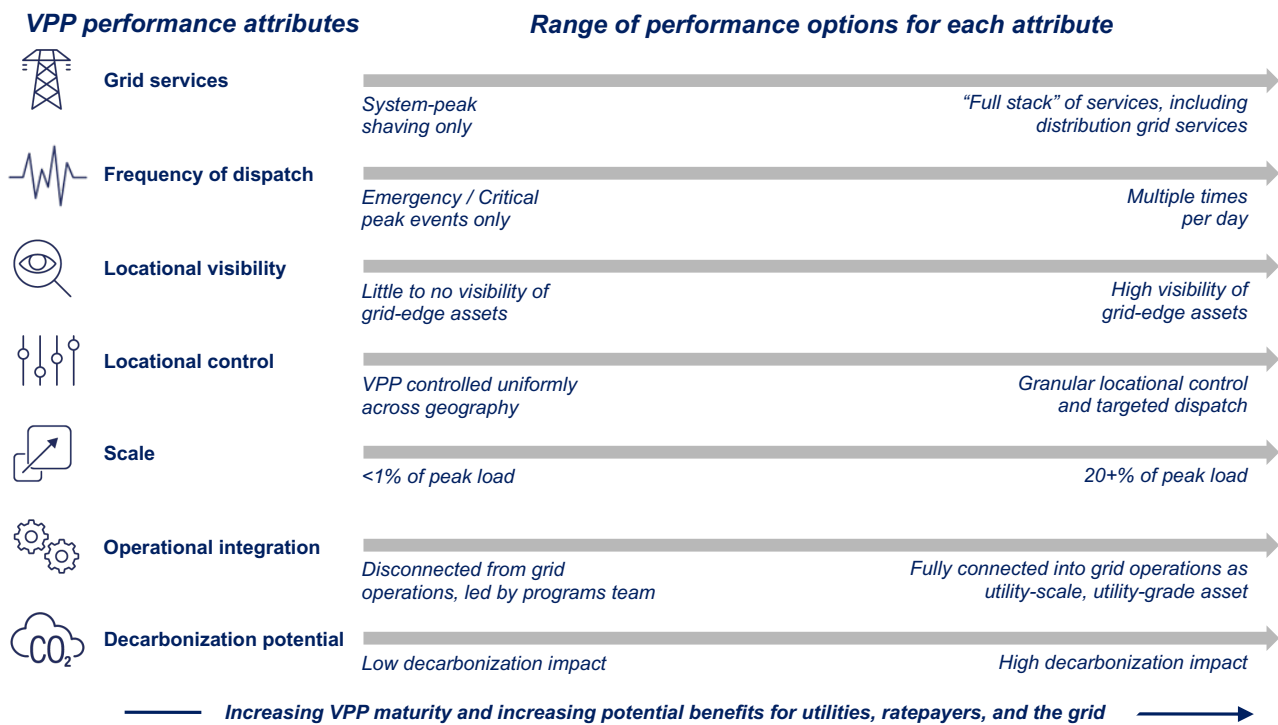 VPP performance attributes
Range of performance options for each attribute
Grid services
System-peak
shaving only
“Full stack” of services, including
distribution grid services
Frequency of dispatch
Emergency / Critical
peak events only
Multiple times
per day
Locational visibility
Little to no visibility of
grid-edge assets
High visibility of
grid-edge assets
Locational control
VPP controlled uniformly
across geography
Granular locational control
and targeted dispatch
Scale
<1% of peak load
20+% of peak load
Operational integration
Disconnected from grid
operations, led by programs team
Fully connected into grid operations as
utility-scale, utility-grade asset
CO₂
Decarbonization potential
Low decarbonization impact
High decarbonization impact
Increasing VPP maturity and increasing potential benefits for utilities, ratepayers, and the grid